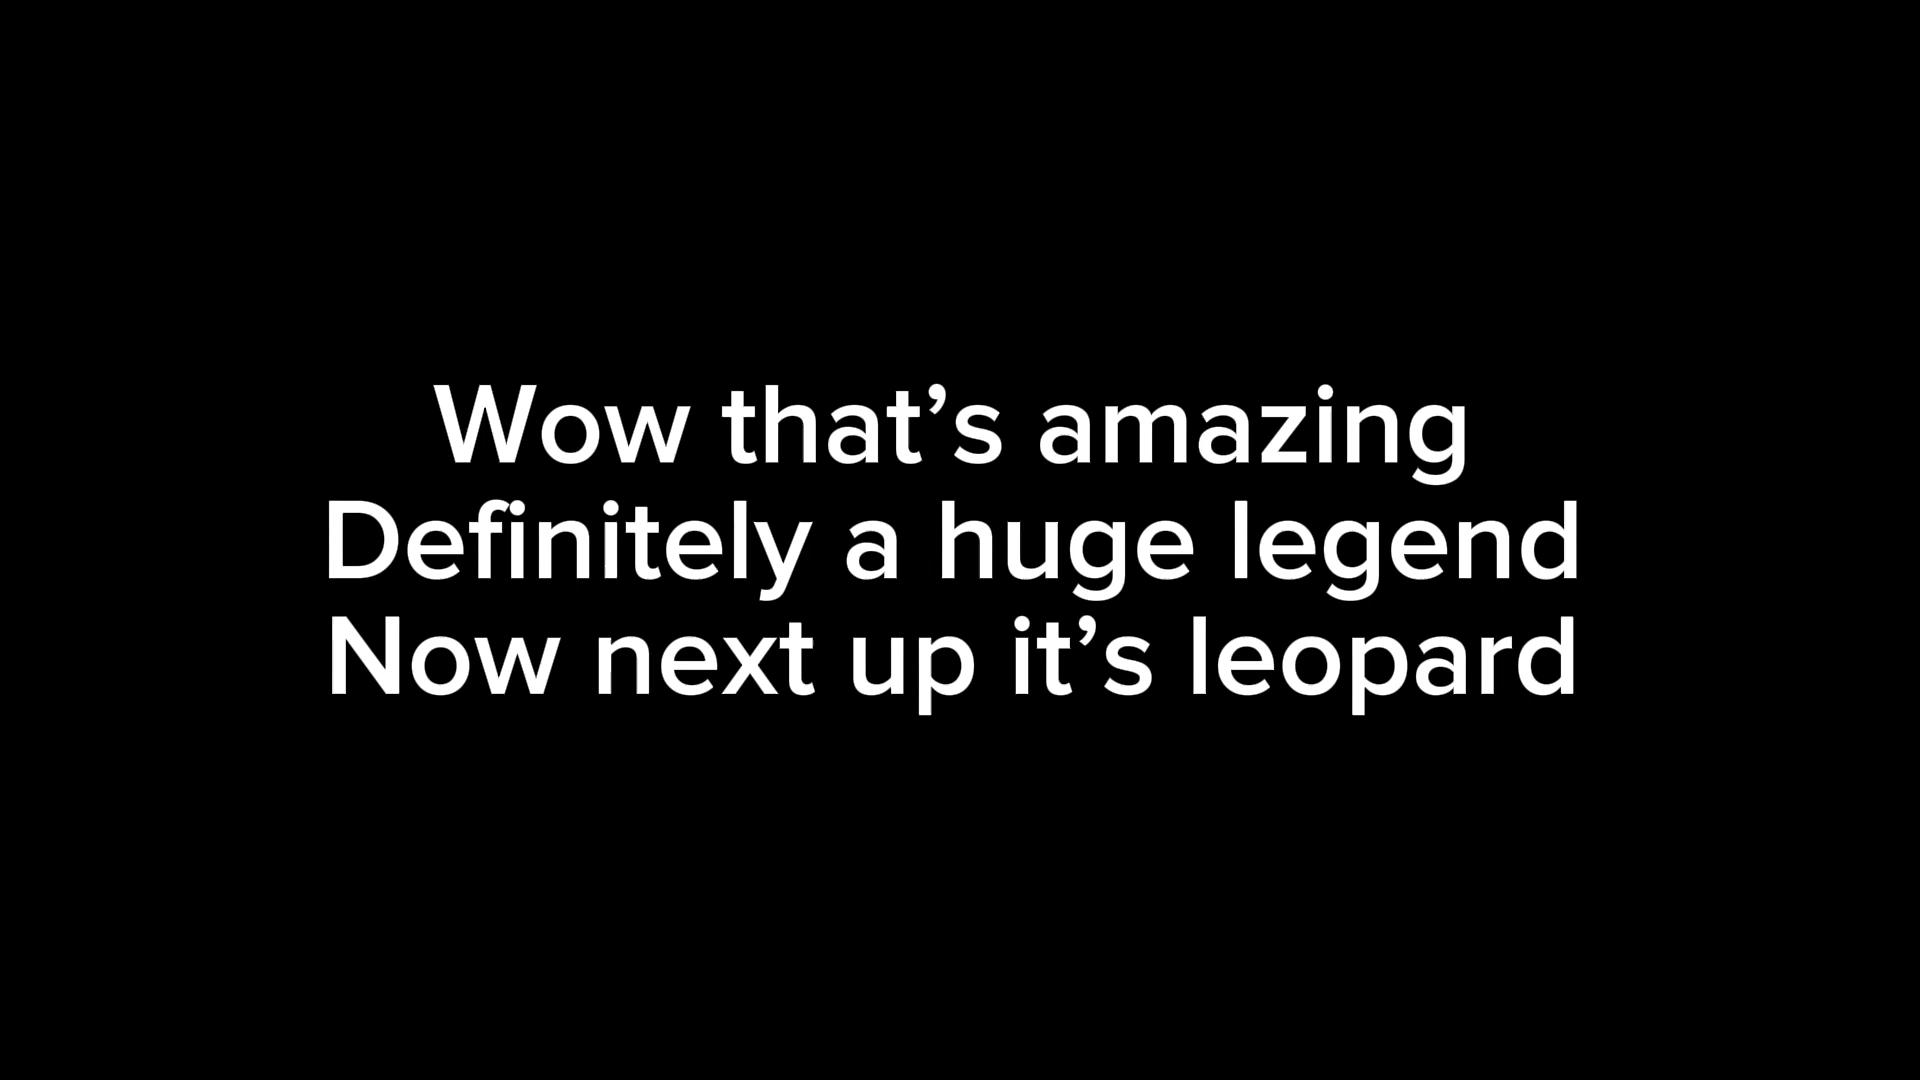 Wow that’s amazing
Definitely a huge legend
Now next up it’s leopard